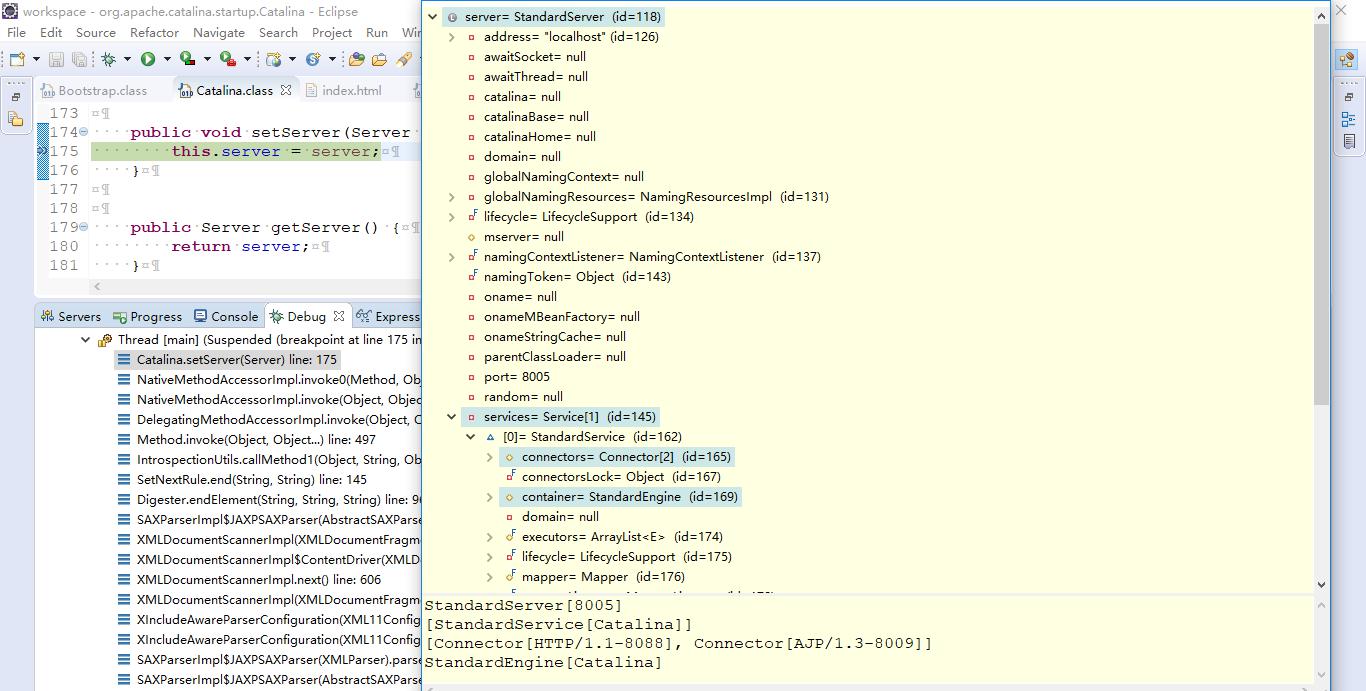 workspace - org.apache.catalina.startup.Catalina - Eclipse
File Edit Source Refactor Navigate Search Project Run
Bootstrap.class Catalina.class index.html
173
174 public void setServer(Server
175 this.server = server;
176 }
177
178
179 public Server getServer() {
180 return server;
181 }
Servers Progress Console Debug Express
Thread [main] (Suspended (breakpoint at line 175 in
Catalina.setServer(Server) line: 175
NativeMethodAccessorImpl.invoke0(Method, Obj
NativeMethodAccessorImpl.invoke(Object, Objec
DelegatingMethodAccessorImpl.invoke(Object, O
Method.invoke(Object, Object...) line: 497
IntrospectionUtils.callMethod1(Object, String, Ob
SetNextRule.end(String, String) line: 145
Digester.endElement(String, String, String) line: 9
SAXParserImpl$JAXPSAXParser(AbstractSAXParse
XMLDocumentScannerImpl(XMLDocumentFragm
XMLDocumentScannerImpl$ContentDriver(XMLD
XMLDocumentScannerImpl.next() line: 606
XMLDocumentScannerImpl(XMLDocumentFragm
XIncludeAwareParserConfiguration(XML11Config
XIncludeAwareParserConfiguration(XML11Config
SAXParserImpl$JAXPSAXParser(XMLParser).parse
SAXParserImpl$JAXPSAXParser(AbstractSAXParse
server= StandardServer (id=118)
address= "localhost" (id=126)
awaitSocket= null
awaitThread= null
catalina= null
catalinaBase= null
catalinaHome= null
domain= null
globalNamingContext= null
globalNamingResources= NamingResourcesImpl (id=131)
lifecycle= LifecycleSupport (id=134)
mserver= null
namingContextListener= NamingContextListener (id=137)
namingToken= Object (id=143)
oname= null
onameMBeanFactory= null
onameStringCache= null
parentClassLoader= null
port= 8005
random= null
services= Service[1] (id=145)
[0]= StandardService (id=162)
connectors= Connector[2] (id=165)
connectorsLock= Object (id=167)
container= StandardEngine (id=169)
domain= null
executors= ArrayList<E> (id=174)
lifecycle= LifecycleSupport (id=175)
mapper= Mapper (id=176)
StandardServer[8005]
[StandardService[Catalina]]
[Connector[HTTP/1.1-8088], Connector[AJP/1.3-8009]]
StandardEngine[Catalina]